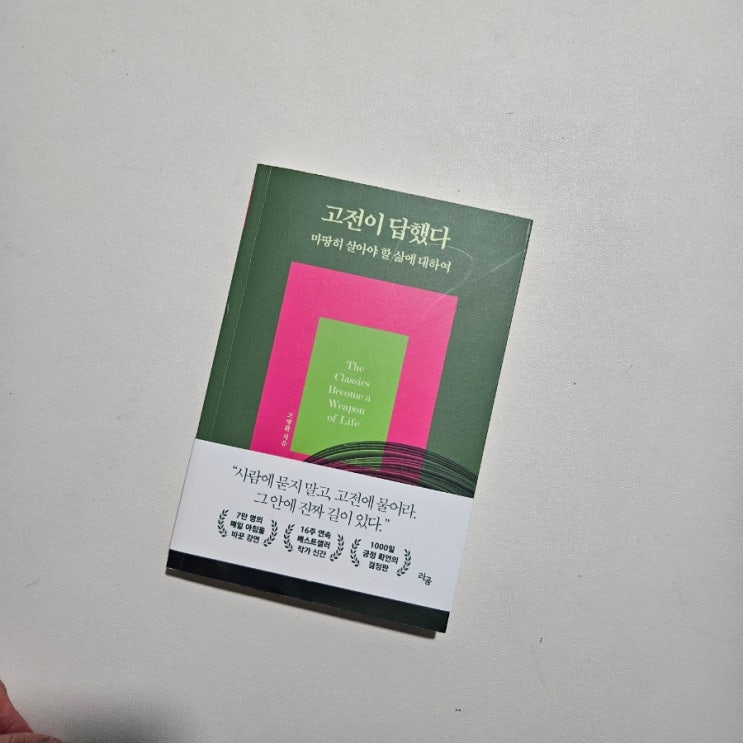 고전이 답했다
마땅히 살아야 할 삶에 대하여
The
Classics
Become a
Weapon
of Life
고명환 지음
“사람에 묻지 말고, 고전에 물어라.
그 안에 진짜 길이 있다.”
7만 명의
매일 아침을
바꾼 강연
16주 연속
베스트셀러
작가 신간
1000일
긍정 확언의
결정판
라곰